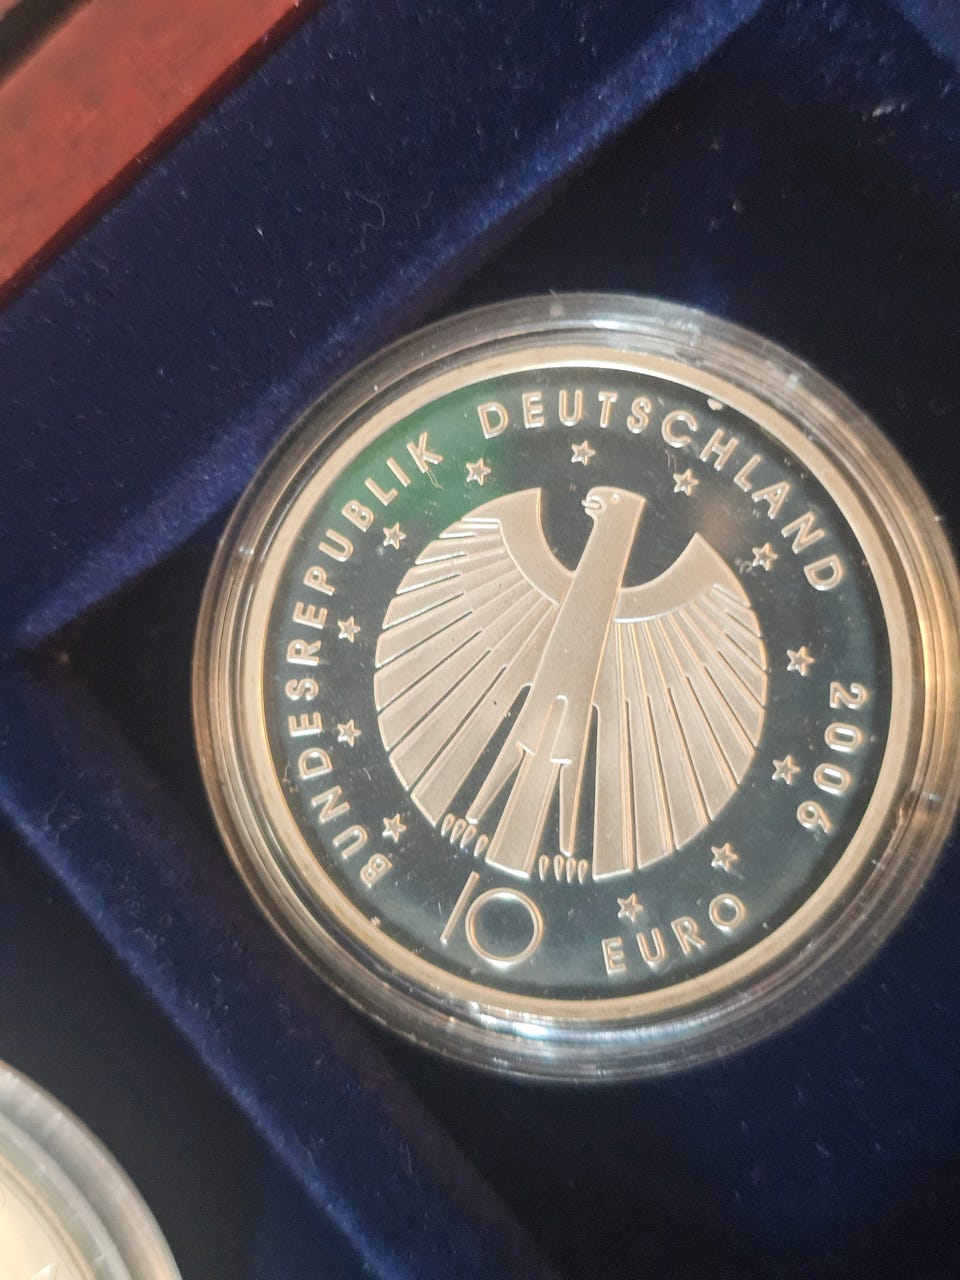 BUNDESREPUBLIK DEUTSCHLAND
2006
10 EURO